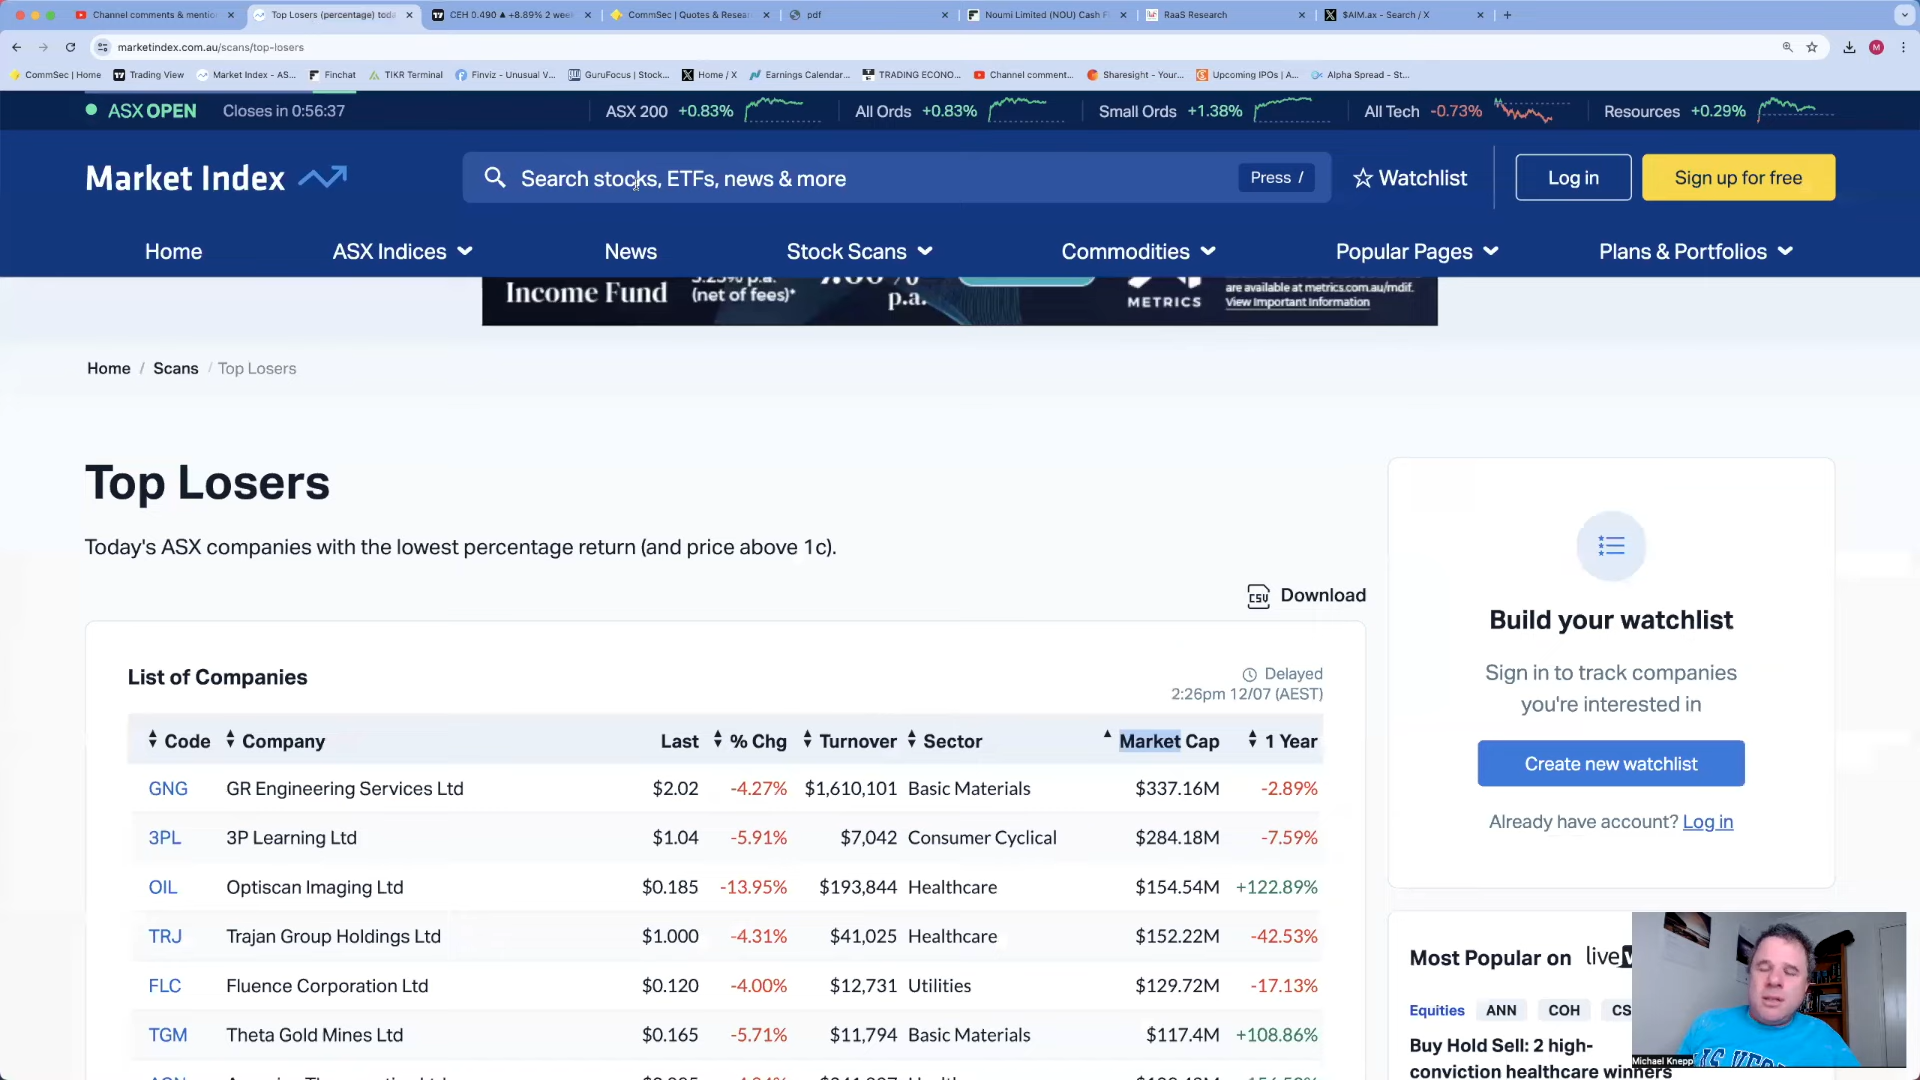 Channel comments & mentio
Top Losers (percentage) toda
CEH 0.490 ▲ +8.89% 2 wee
CommSec | Quotes & Resea
pdf
Noumi Limited (NOU) Cash F
RaaS Research
$AIM.ax - Search / X
marketindex.com.au/scans/top-losers
M
CommSec | Home
Trading View
Market Index - AS...
Finchat
TIKR Terminal
Finviz - Unusual V...
GuruFocus | Stock...
Home / X
Earnings Calendar...
TRADING ECONO...
Channel comment...
Sharesight - Your...
Upcoming IPOs | A...
Alpha Spread - St...
ASX OPEN
Closes in 0:56:37
ASX 200 +0.83%
All Ords +0.83%
Small Ords +1.38%
All Tech -0.73%
Resources +0.29%
Market Index
Search stocks, ETFs, news & more
Press /
Watchlist
Log in
Sign up for free
Home
ASX Indices
News
Stock Scans
Commodities
Popular Pages
Plans & Portfolios
Income Fund
(net of fees)*
p.a.
METRICS
are available at metrics.com.au/mdif.
View Important Information
Home / Scans / Top Losers
Top Losers
Today's ASX companies with the lowest percentage return (and price above 1c).
CSV Download
List of Companies
Delayed
2:26pm 12/07 (AEST)
Code Company Last % Chg Turnover Sector Market Cap 1 Year
GNG GR Engineering Services Ltd $2.02 -4.27% $1,610,101 Basic Materials $337.16M -2.89%
3PL 3P Learning Ltd $1.04 -5.91% $7,042 Consumer Cyclical $284.18M -7.59%
OIL Optiscan Imaging Ltd $0.185 -13.95% $193,844 Healthcare $154.54M +122.89%
TRJ Trajan Group Holdings Ltd $1.000 -4.31% $41,025 Healthcare $152.22M -42.53%
FLC Fluence Corporation Ltd $0.120 -4.00% $12,731 Utilities $129.72M -17.13%
TGM Theta Gold Mines Ltd $0.165 -5.71% $11,794 Basic Materials $117.4M +108.86%
Build your watchlist
Sign in to track companies
you're interested in
Create new watchlist
Already have account? Log in
Most Popular on
Equities ANN COH CS
Buy Hold Sell: 2 high-
conviction healthcare winners
Michael Knepp